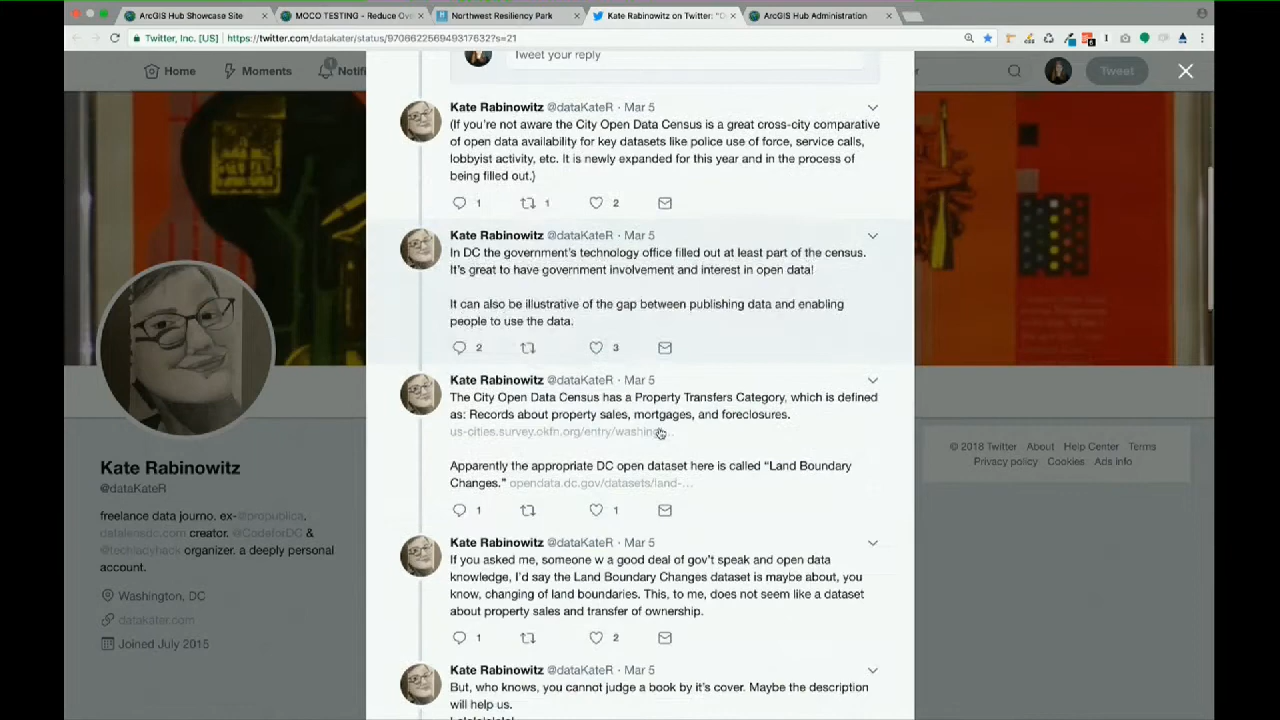 ArcGIS Hub Showcase Site
MOCO TESTING - Reduce Ov
Northwest Resiliency Park
Kate Rabinowitz on Twitter: "D
ArcGIS Hub Administration
Twitter, Inc. [US]
https://twitter.com/datakater/status/970662256949317632?s=21
Home
Moments
Notifi
Tweet
Tweet your reply
Kate Rabinowitz @dataKateR · Mar 5
(If you're not aware the City Open Data Census is a great cross-city comparative
of open data availability for key datasets like police use of force, service calls,
lobbyist activity, etc. It is newly expanded for this year and in the process of
being filled out.)
1 1 2
Kate Rabinowitz @dataKateR · Mar 5
In DC the government's technology office filled out at least part of the census.
It's great to have government involvement and interest in open data!
It can also be illustrative of the gap between publishing data and enabling
people to use the data.
2 3
Kate Rabinowitz @dataKateR · Mar 5
The City Open Data Census has a Property Transfers Category, which is defined
as: Records about property sales, mortgages, and foreclosures.
us-cities.survey.okfn.org/entry/washing…
Apparently the appropriate DC open dataset here is called “Land Boundary
Changes.” opendata.dc.gov/datasets/land-…
1 1
Kate Rabinowitz @dataKateR · Mar 5
If you asked me, someone w a good deal of gov't speak and open data
knowledge, I'd say the Land Boundary Changes dataset is maybe about, you
know, changing of land boundaries. This, to me, does not seem like a dataset
about property sales and transfer of ownership.
1 2
Kate Rabinowitz @dataKateR · Mar 5
But, who knows, you cannot judge a book by it's cover. Maybe the description
will help us.
Kate Rabinowitz
@dataKateR
freelance data journo. ex-@propublica.
datalensdc.com creator. @CodeforDC &
@techladyhack organizer. a deeply personal
account.
Washington, DC
datakater.com
Joined July 2015
© 2018 Twitter About Help Center Terms
Privacy policy Cookies Ads info